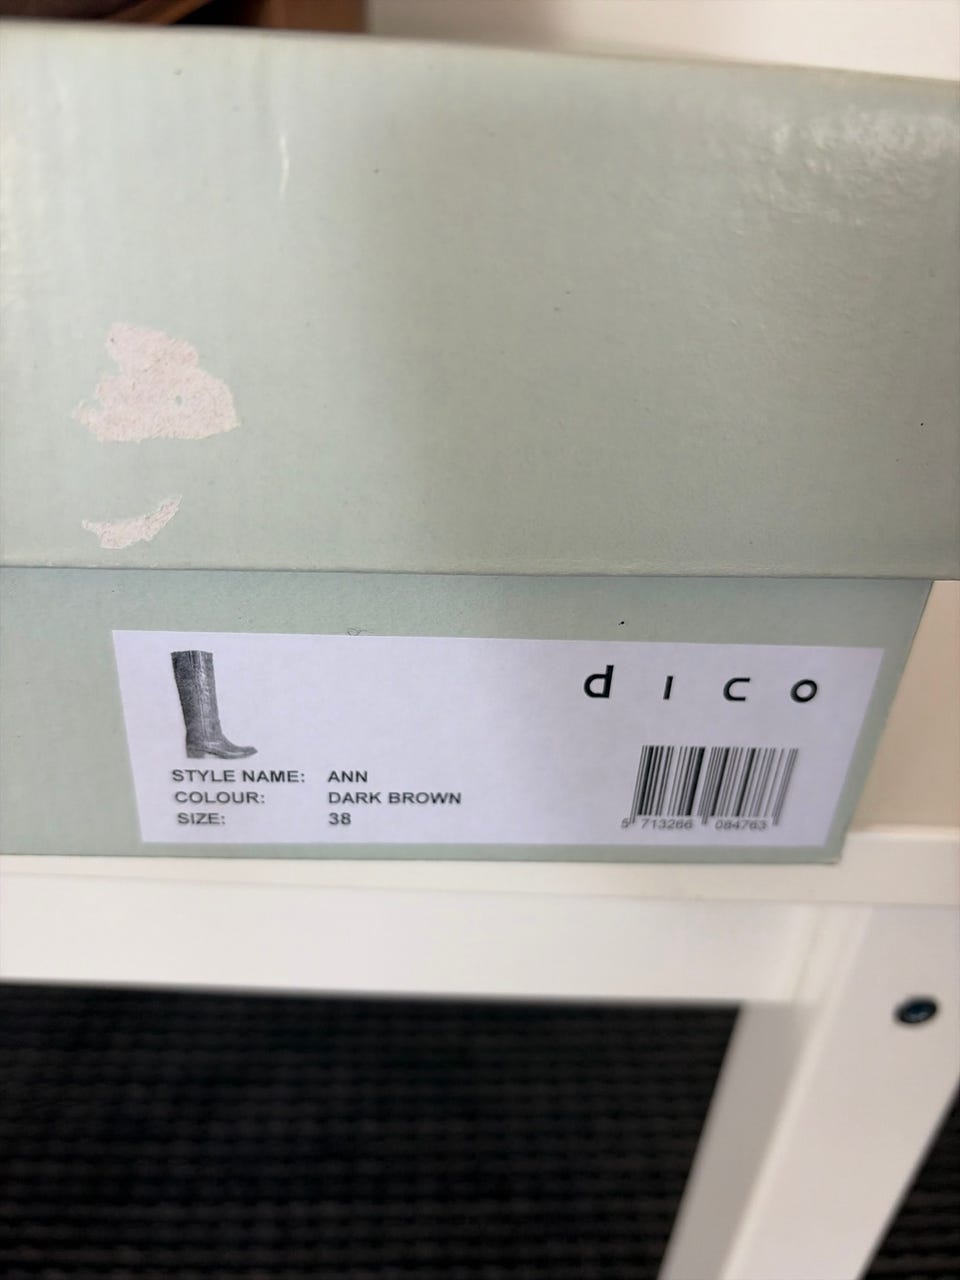 dico
STYLE NAME: ANN
COLOUR: DARK BROWN
SIZE: 38
5 713266 084763